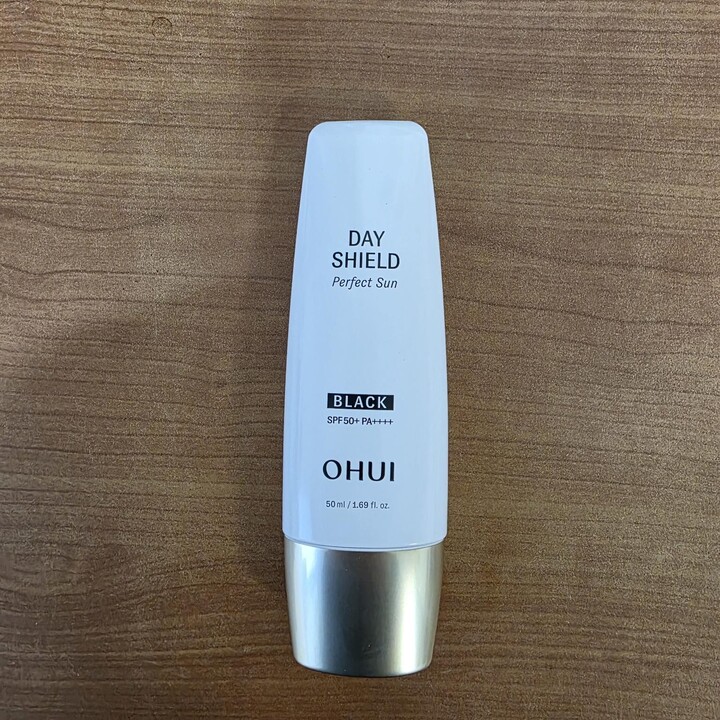 DAY
SHIELD
Perfect Sun
BLACK
SPF50+ PA++++
OHUI
50 ml / 1.69 fl. oz.